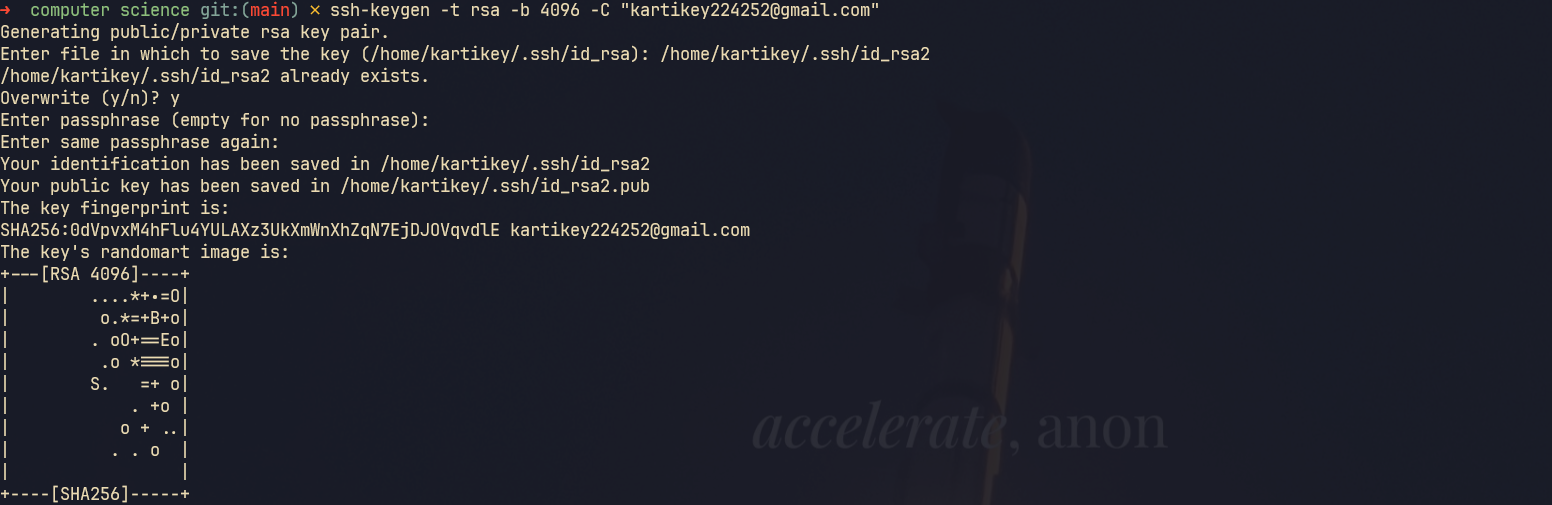 → computer science git:(main) × ssh-keygen -t rsa -b 4096 -C "kartikey224252@gmail.com"
Generating public/private rsa key pair.
Enter file in which to save the key (/home/kartikey/.ssh/id_rsa): /home/kartikey/.ssh/id_rsa2
/home/kartikey/.ssh/id_rsa2 already exists.
Overwrite (y/n)? y
Enter passphrase (empty for no passphrase):
Enter same passphrase again:
Your identification has been saved in /home/kartikey/.ssh/id_rsa2
Your public key has been saved in /home/kartikey/.ssh/id_rsa2.pub
The key fingerprint is:
SHA256:0dVpvxM4hFlu4YULAXz3UkXmWnXhZqN7EjDJOVqvdlE kartikey224252@gmail.com
The key's randomart image is:
+---[RSA 4096]----+
|        ....*+•=O|
|         o.*=+B+o|
|        . oO+==Eo|
|         .o *===o|
|        S.   =+ o|
|            . +o |
|           o + ..|
|          . . o  |
|                 |
+----[SHA256]-----+
accelerate, anon